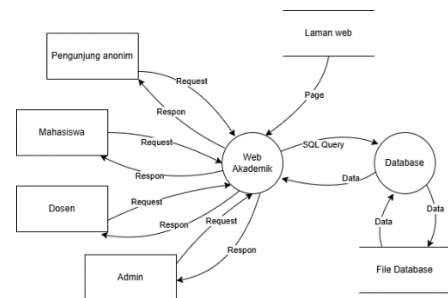 Laman web
Pengunjung anonim
Request
Respon
Page
Mahasiswa
Request
Respon
Web
Akademik
SQL Query
Database
Data
Dosen
Request
Respon
Request
Data
Data
Admin
Respon
File Database